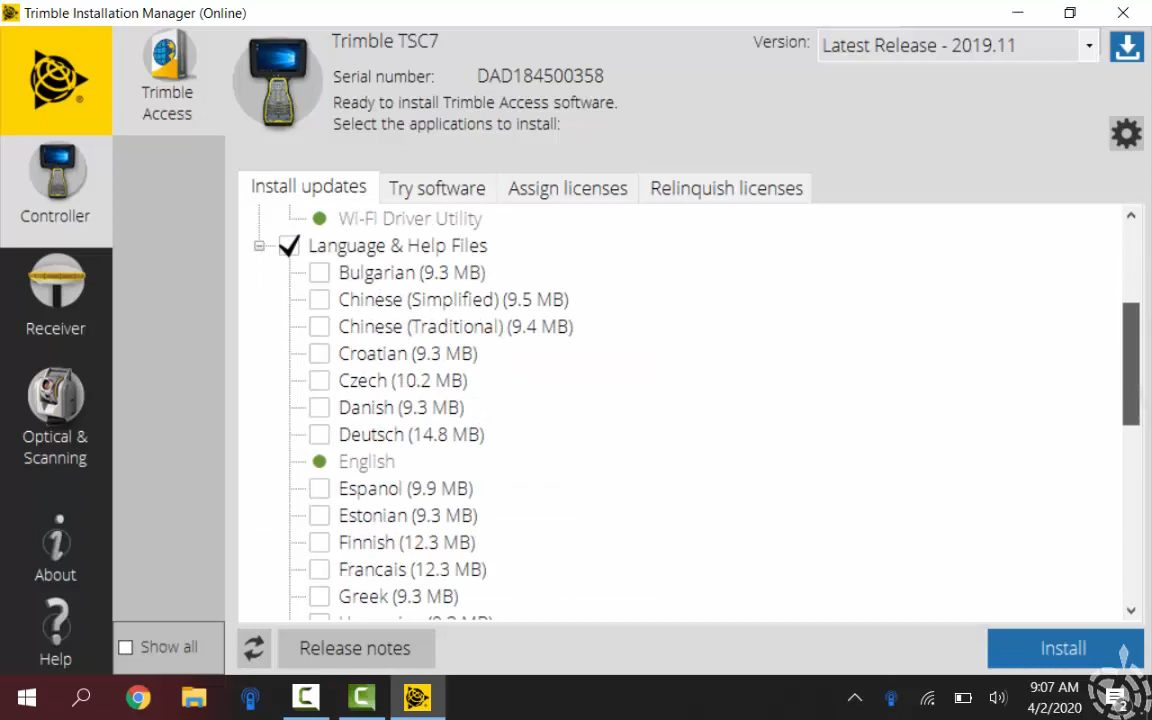 Trimble Installation Manager (Online)
Trimble
Access
Trimble TSC7
Serial number: DAD184500358
Ready to install Trimble Access software.
Select the applications to install:
Version: Latest Release - 2019.11
Controller
Receiver
Optical &
Scanning
About
Help
Install updates Try software Assign licenses Relinquish licenses
Wi-Fi Driver Utility
Language & Help Files
Bulgarian (9.3 MB)
Chinese (Simplified) (9.5 MB)
Chinese (Traditional) (9.4 MB)
Croatian (9.3 MB)
Czech (10.2 MB)
Danish (9.3 MB)
Deutsch (14.8 MB)
English
Espanol (9.9 MB)
Estonian (9.3 MB)
Finnish (12.3 MB)
Francais (12.3 MB)
Greek (9.3 MB)
Show all
Release notes
Install
9:07 AM
4/2/2020
2